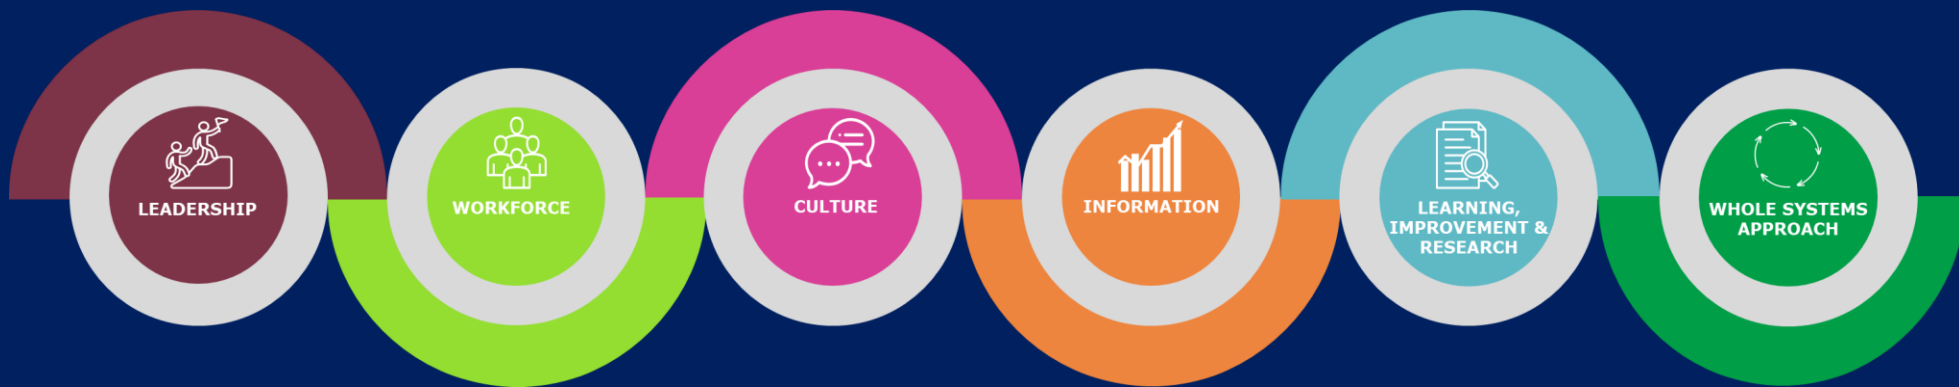 LEADERSHIP
WORKFORCE
CULTURE
INFORMATION
LEARNING,
IMPROVEMENT &
RESEARCH
WHOLE SYSTEMS
APPROACH